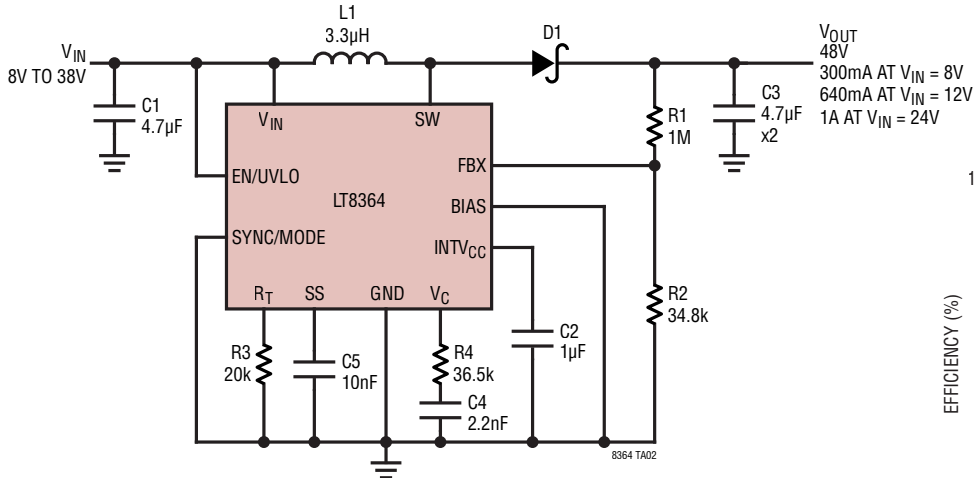 L1
3.3µH
D1
VIN
8V TO 38V
VOUT
48V
300mA AT VIN = 8V
640mA AT VIN = 12V
1A AT VIN = 24V
C1
4.7µF
C3
4.7µF
x2
R1
1M
VIN
SW
FBX
EN/UVLO
LT8364
BIAS
SYNC/MODE
INTVCC
RT
SS
GND
VC
R2
34.8k
C2
1µF
R3
20k
C5
10nF
R4
36.5k
C4
2.2nF
8364 TA02
1
EFFICIENCY (%)